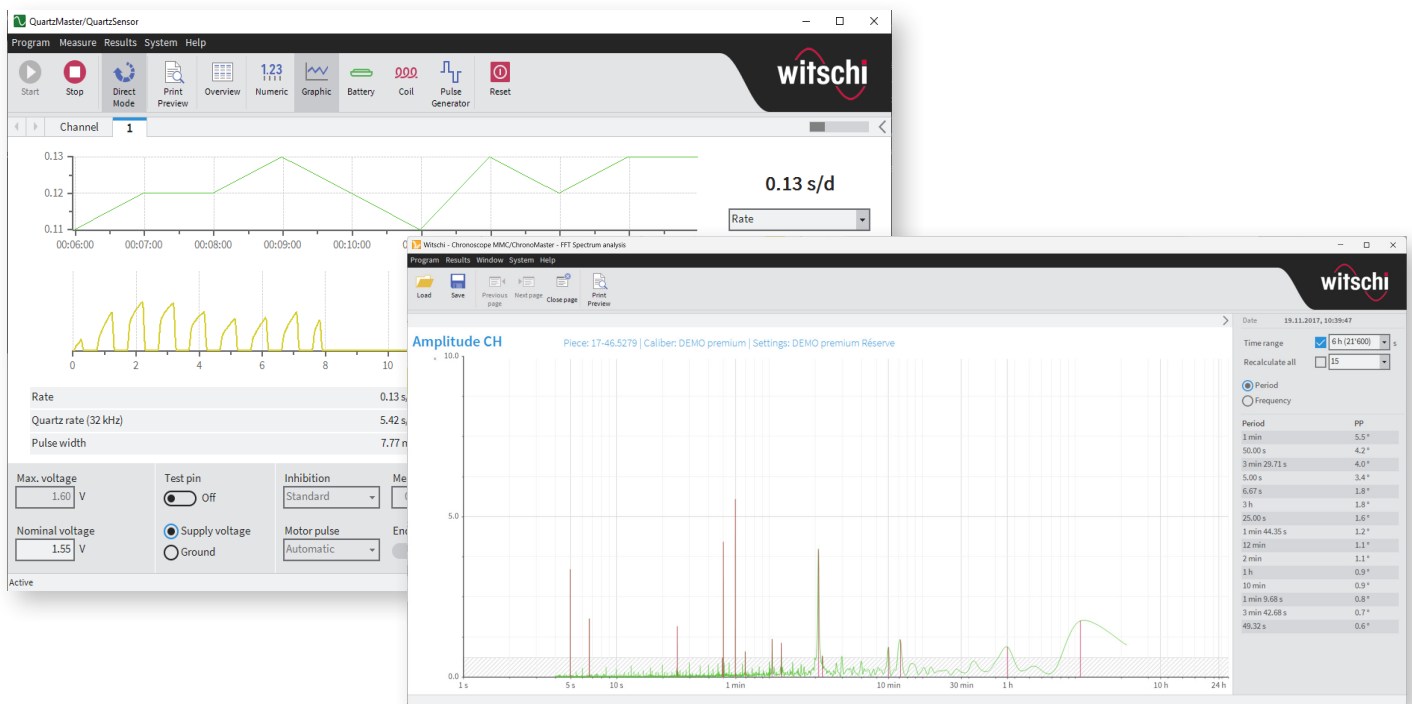 QuartzMaster/QuartzSensor
Program Measure Results System Help
Start Stop Direct Mode Print Preview Overview 1.23 Numeric Graphic Battery Coil Pulse Generator Reset
witschi
Channel 1
0.13
0.12
0.11
00:06:00 00:07:00 00:08:00 00:09:00 00:10:00
0.13 s/d
Rate
0 2 4 6 8 10
Rate 0.13 s/
Quartz rate (32 kHz) 5.42 s/
Pulse width 7.77
Max. voltage Test pin Inhibition
1.60 V Off Standard
Nominal voltage Supply voltage Motor pulse
1.55 V Ground Automatic
Active
Witschi - Chronoscope MMC/ChronoMaster - FFT Spectrum analysis
Program Results Window System Help
Load Save Previous page Next page Close page Print Preview
witschi
Amplitude CH
Piece: 17-46.5279 | Caliber: DEMO premium | Settings: DEMO premium Réserve
10.0
5.0
0.0
1 s 5 s 10 s 1 min 10 min 30 min 1 h 10 h 24 h
Date 19.11.2017, 10:39:47
Time range 6 h (21'600) s
Recalculate all 15
Period
Frequency
Period PP
1 min 5.5 °
50.00 s 4.2 °
3 min 29.71 s 4.0 °
5.00 s 3.4 °
6.67 s 1.8 °
3 h 1.8 °
25.00 s 1.6 °
1 min 44.35 s 1.2 °
12 min 1.1 °
2 min 1.1 °
1 h 0.9 °
10 min 0.9 °
1 min 9.68 s 0.8 °
3 min 42.68 s 0.7 °
49.32 s 0.6 °